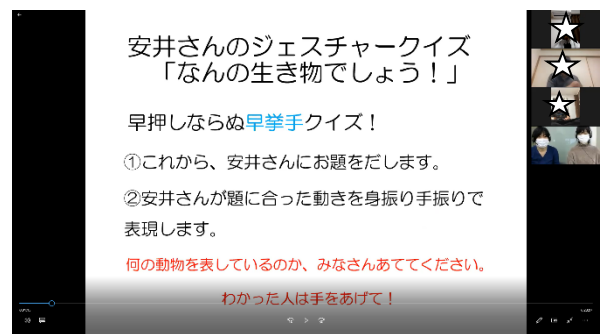 安井さんのジェスチャークイズ
「なんの生き物でしょう！」
早押しならぬ早挙手クイズ！
①これから、安井さんにお題をだします。
②安井さんが題に合った動きを身振り手振りで
表現します。
何の動物を表しているのか、みなさんあててください。
わかった人は手をあげて！